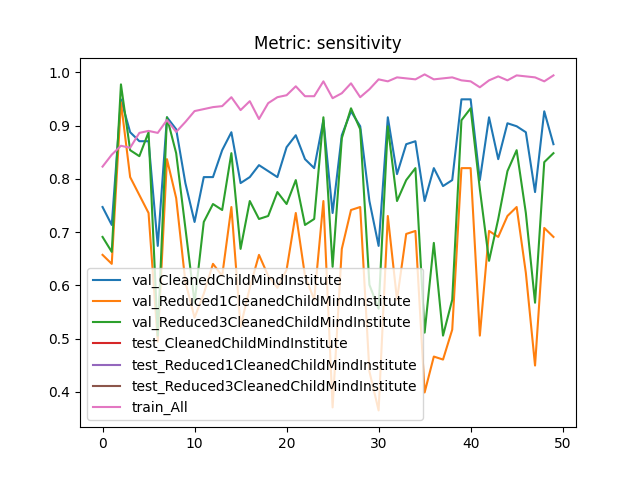 Metric: sensitivity
1.0
0.9
0.8
0.7
0.6
0.5
0.4
val_CleanedChildMindInstitute
val_Reduced1CleanedChildMindInstitute
val_Reduced3CleanedChildMindInstitute
test_CleanedChildMindInstitute
test_Reduced1CleanedChildMindInstitute
test_Reduced3CleanedChildMindInstitute
train_All
0 10 20 30 40 50